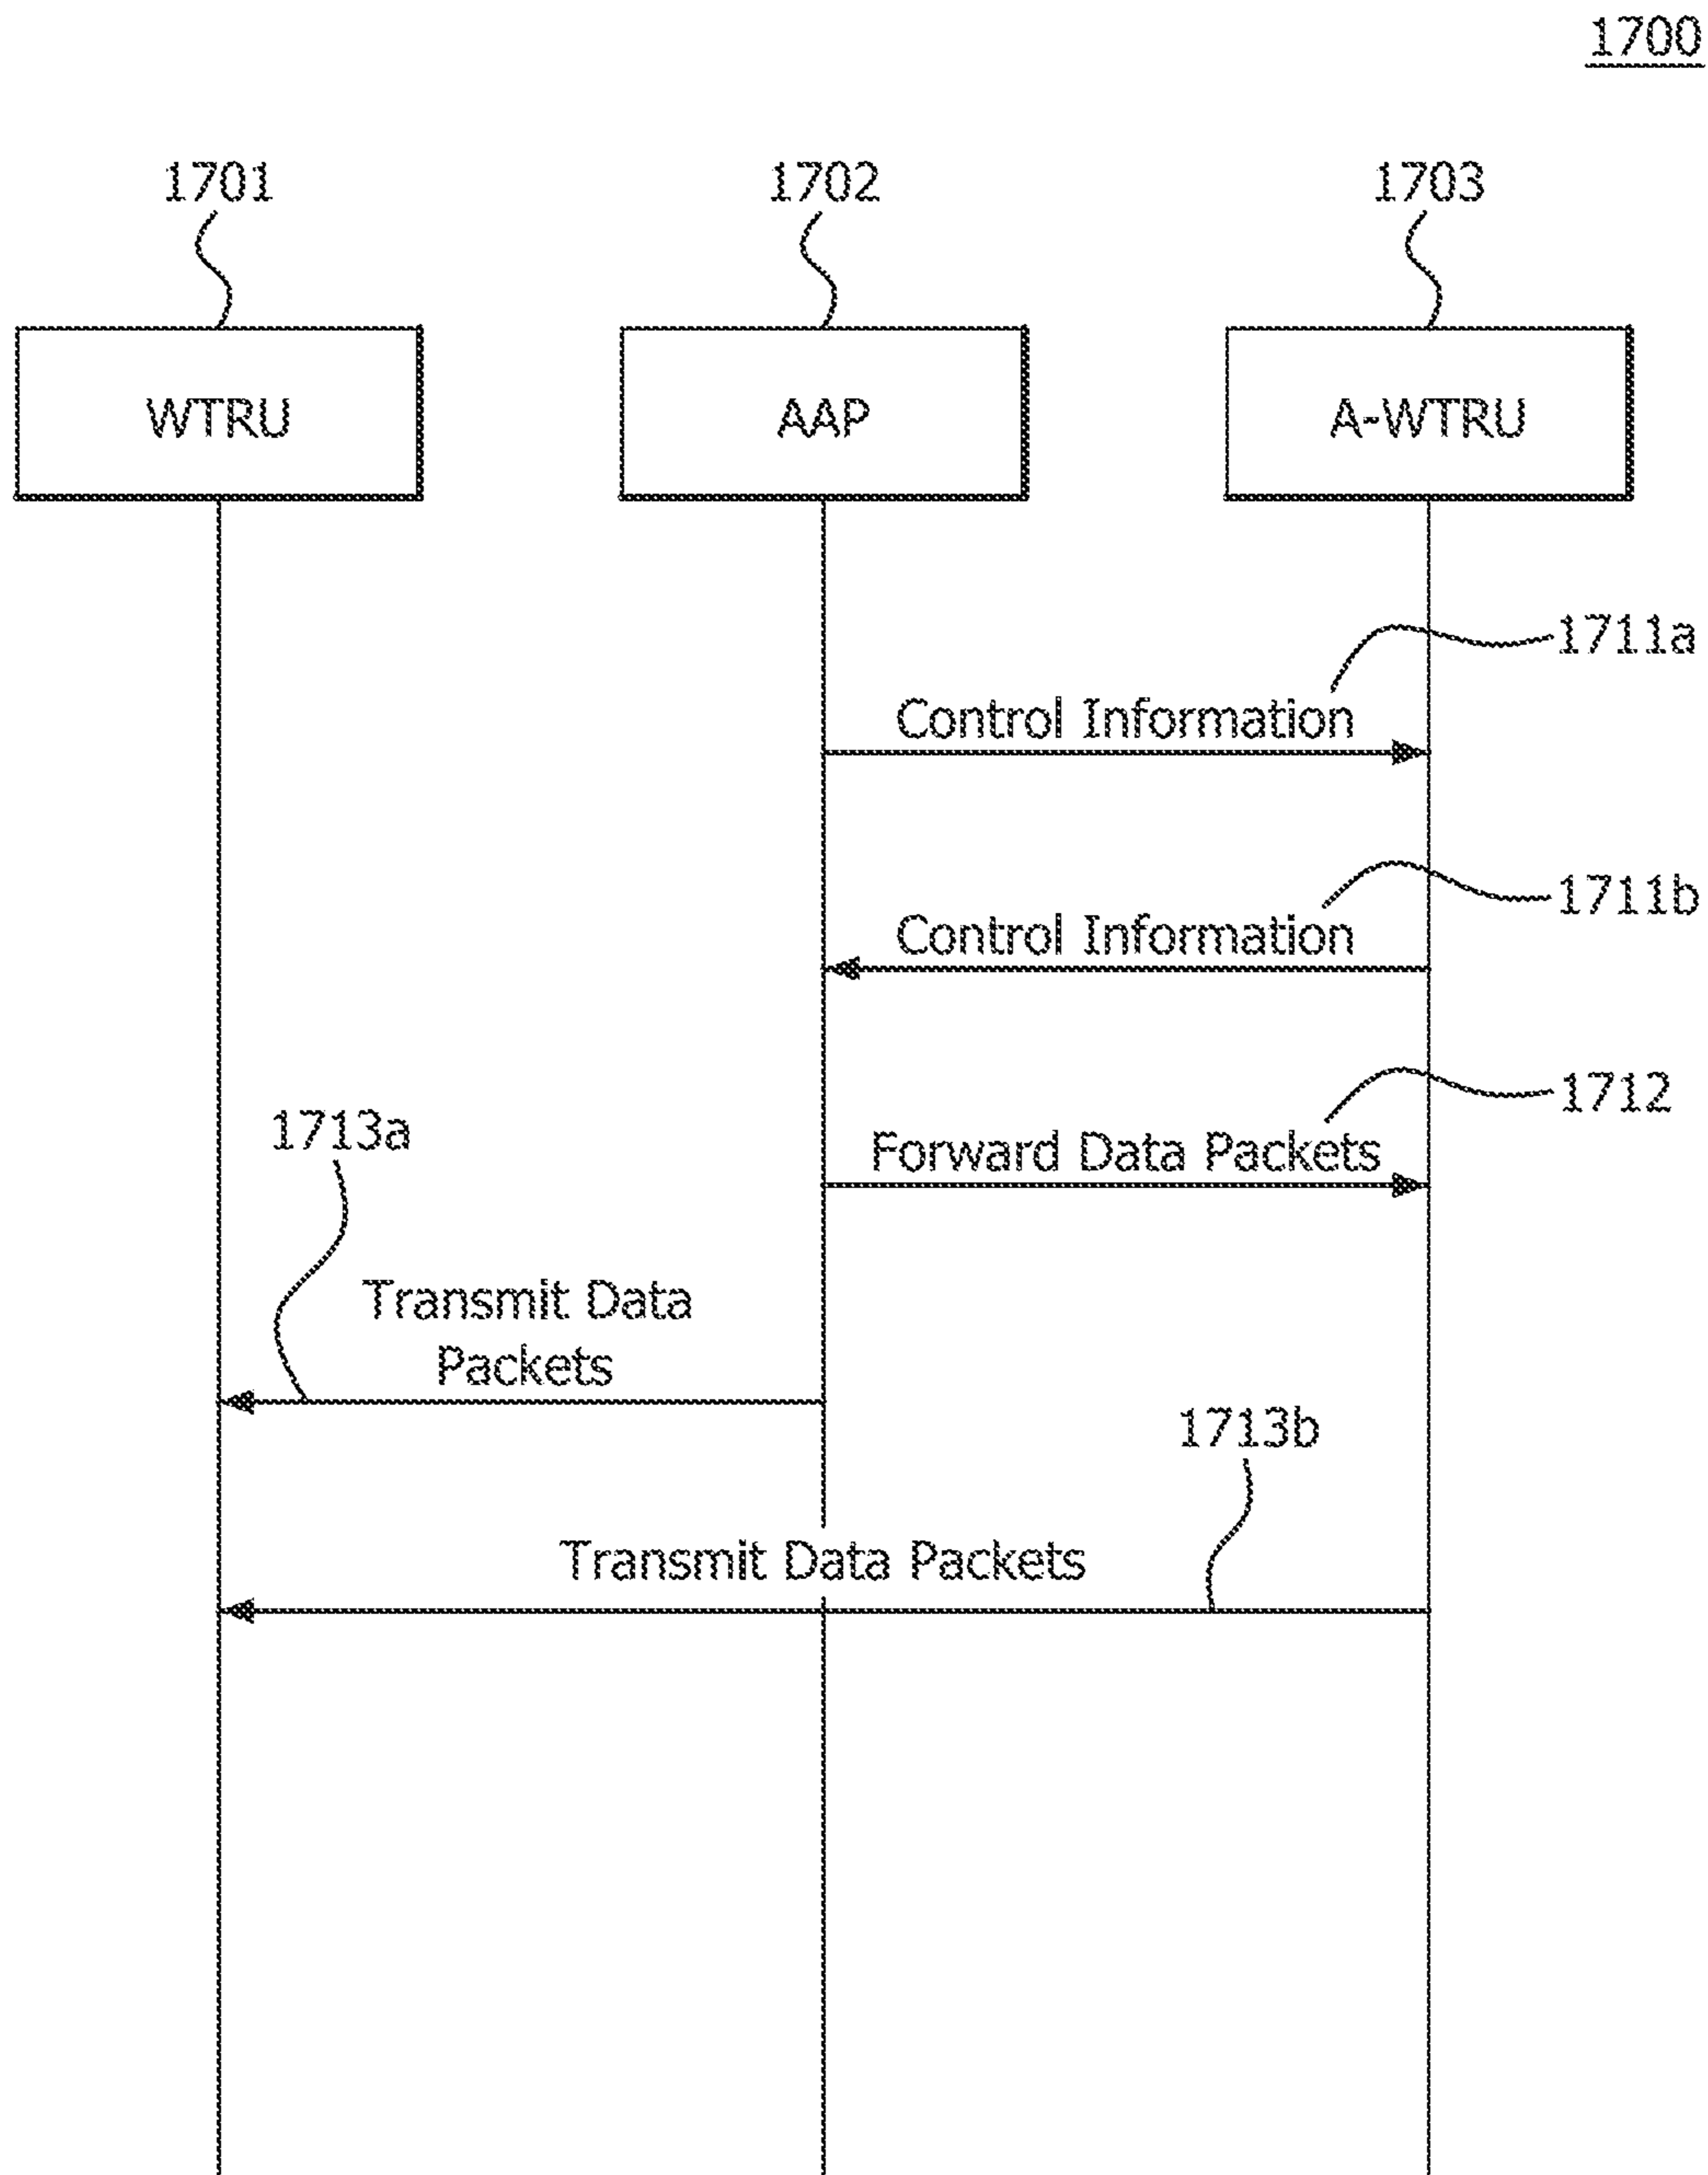 1700
1701
1702
1703
WTRU
AAP
A-WTRU
1711a
Control Information
1711b
Control Information
1712
1713a
Forward Data Packets
Transmit Data
Packets
1713b
Transmit Data Packets